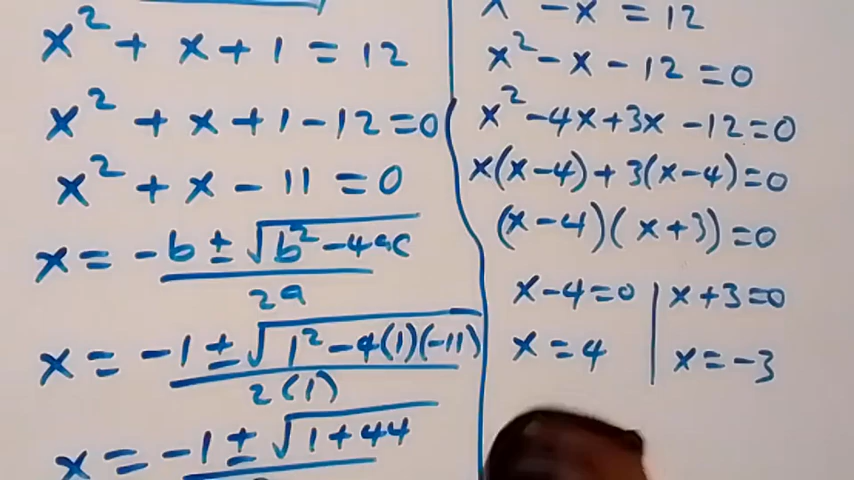 x² + x + 1 = 12
x² + x + 1 - 12 = 0
x² + x - 11 = 0
x = -b ± √b² - 4ac
2a
x = -1 ± √1² - 4(1)(-11)
2(1)
x = -1 ± √1 + 44
- x = 12
x² - x - 12 = 0
x² - 4x + 3x - 12 = 0
x(x - 4) + 3(x - 4) = 0
(x - 4)(x + 3) = 0
x - 4 = 0 | x + 3 = 0
x = 4 | x = -3